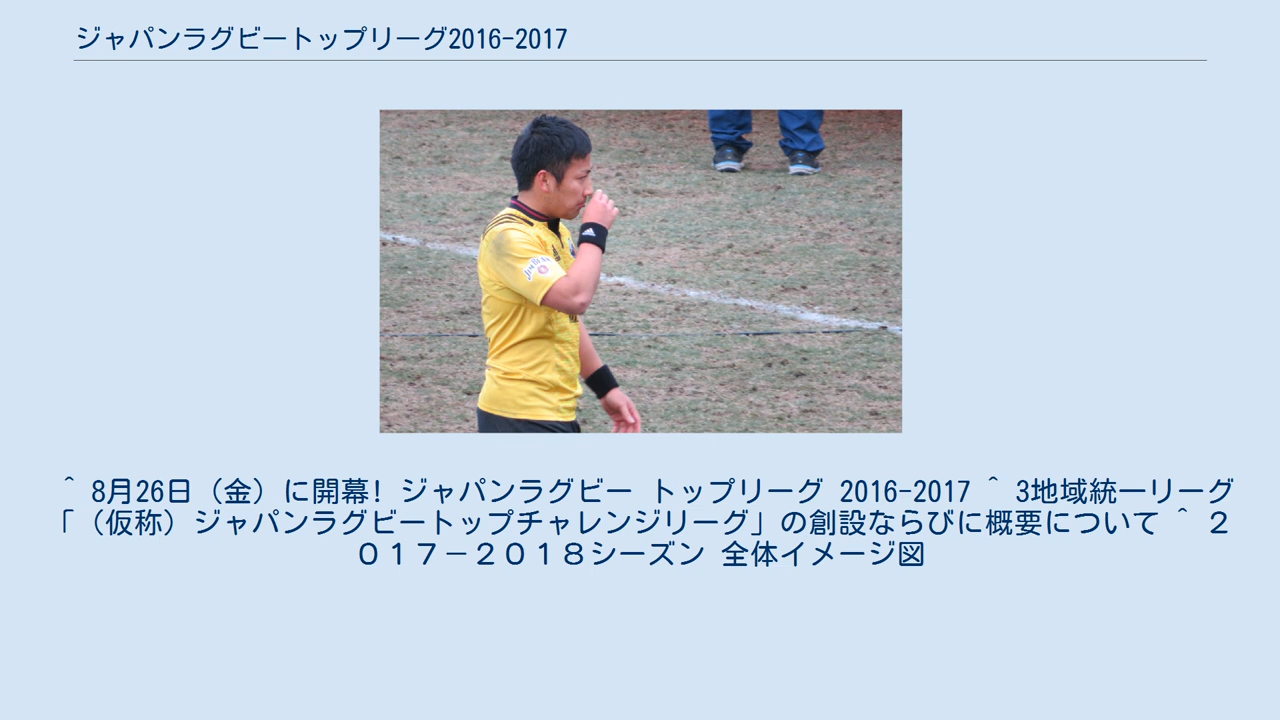 ジャパンラグビートップリーグ2016-2017
^ 8月26日（金）に開幕! ジャパンラグビー トップリーグ 2016-2017 ^ 3地域統一リーグ
「（仮称）ジャパンラグビートップチャレンジリーグ」の創設ならびに概要について ^ ２
０１７－２０１８シーズン 全体イメージ図